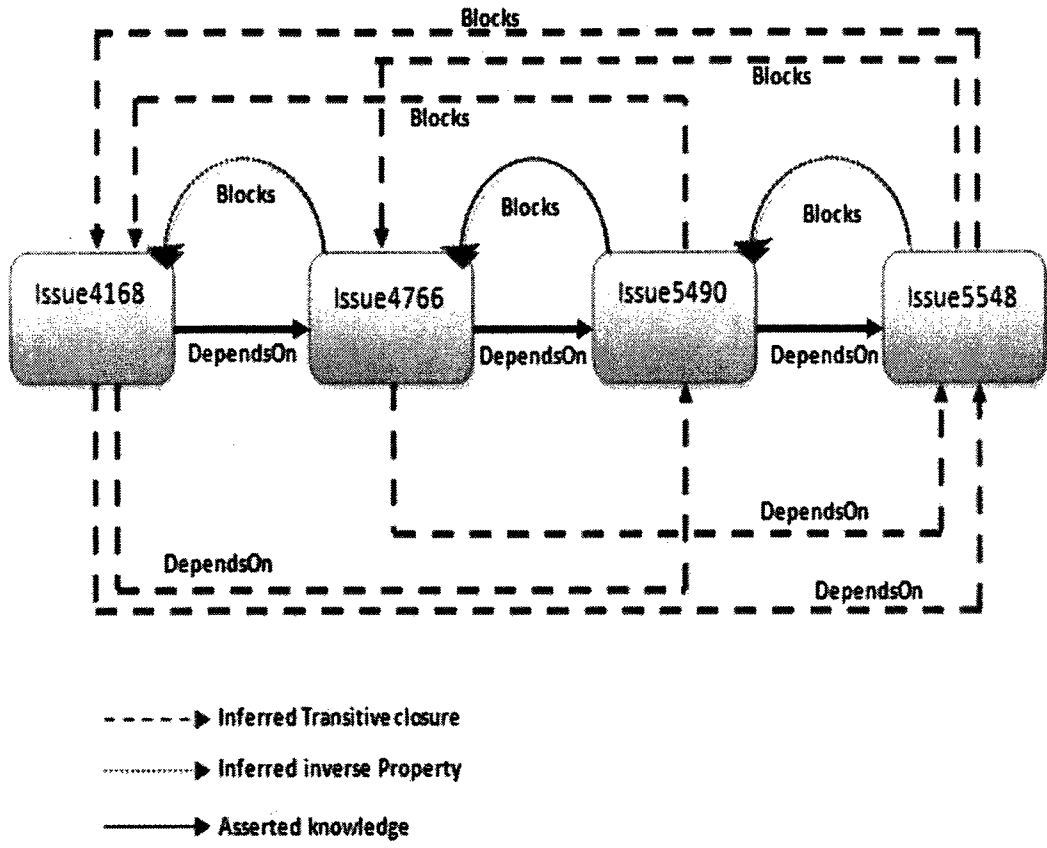 Blocks
Blocks
Blocks
Blocks
Blocks
Blocks
Issue4168
Issue4766
Issue5490
Issue5548
DependsOn
DependsOn
DependsOn
DependsOn
DependsOn
DependsOn
Inferred Transitive closure
Inferred inverse Property
Asserted knowledge